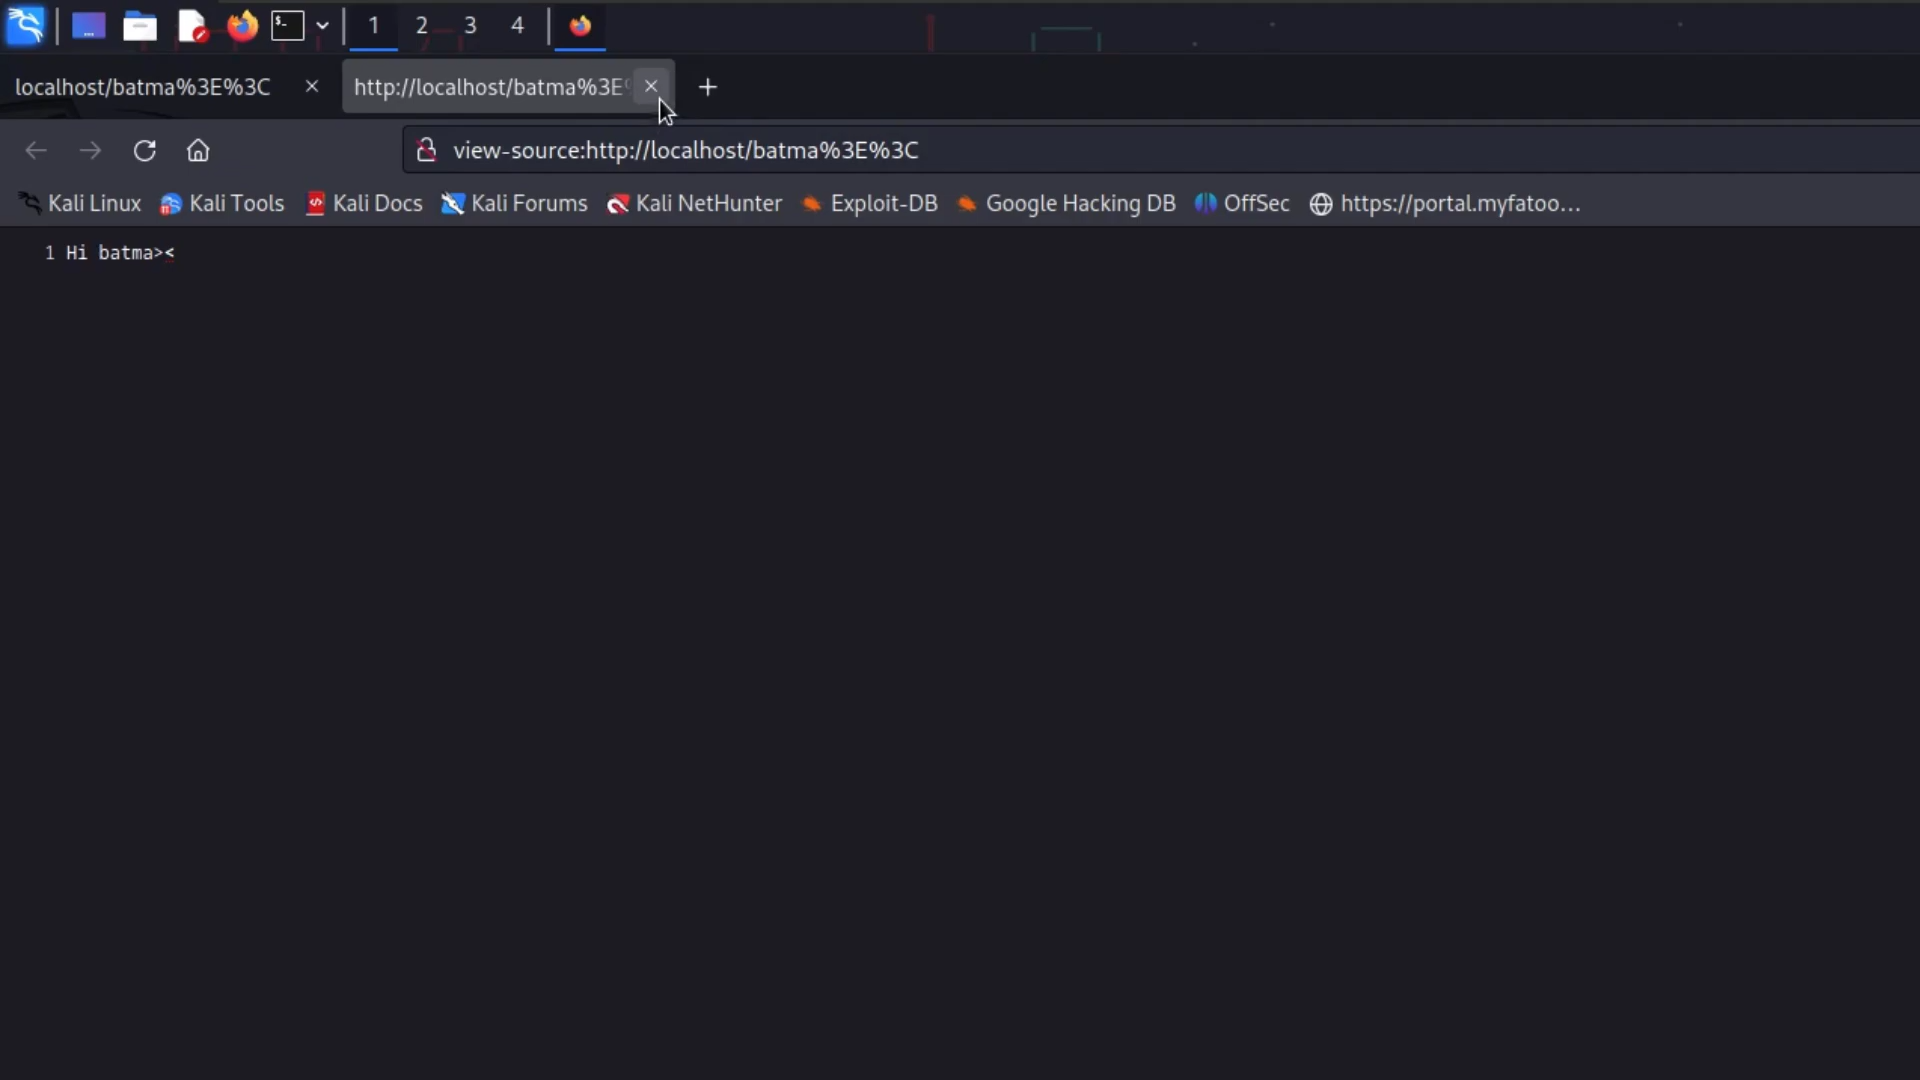 1 2 3 4
localhost/batma%3E%3C
http://localhost/batma%3E
view-source:http://localhost/batma%3E%3C
Kali Linux Kali Tools Kali Docs Kali Forums Kali NetHunter Exploit-DB Google Hacking DB OffSec https://portal.myfatoo...
1 Hi batma><